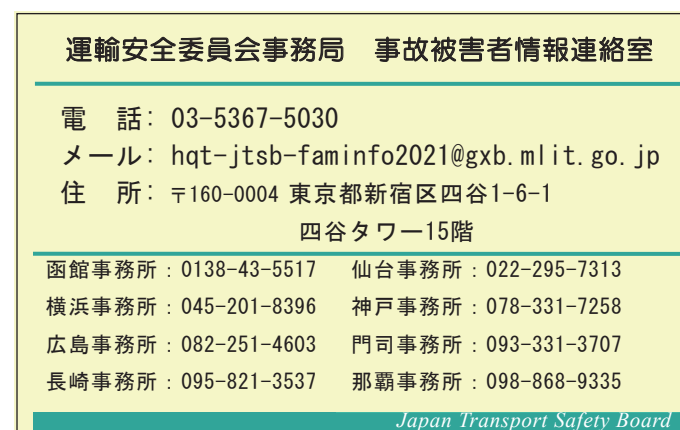 運輸安全委員会事務局　事故被害者情報連絡室
電　話：03-5367-5030
メール：hqt-jtsb-faminfo2021@gxb.mlit.go.jp
住　所：〒160-0004 東京都新宿区四谷1-6-1
四谷タワー15階
函館事務所：0138-43-5517　仙台事務所：022-295-7313
横浜事務所：045-201-8396　神戸事務所：078-331-7258
広島事務所：082-251-4603　門司事務所：093-331-3707
長崎事務所：095-821-3537　那覇事務所：098-868-9335
Japan Transport Safety Board